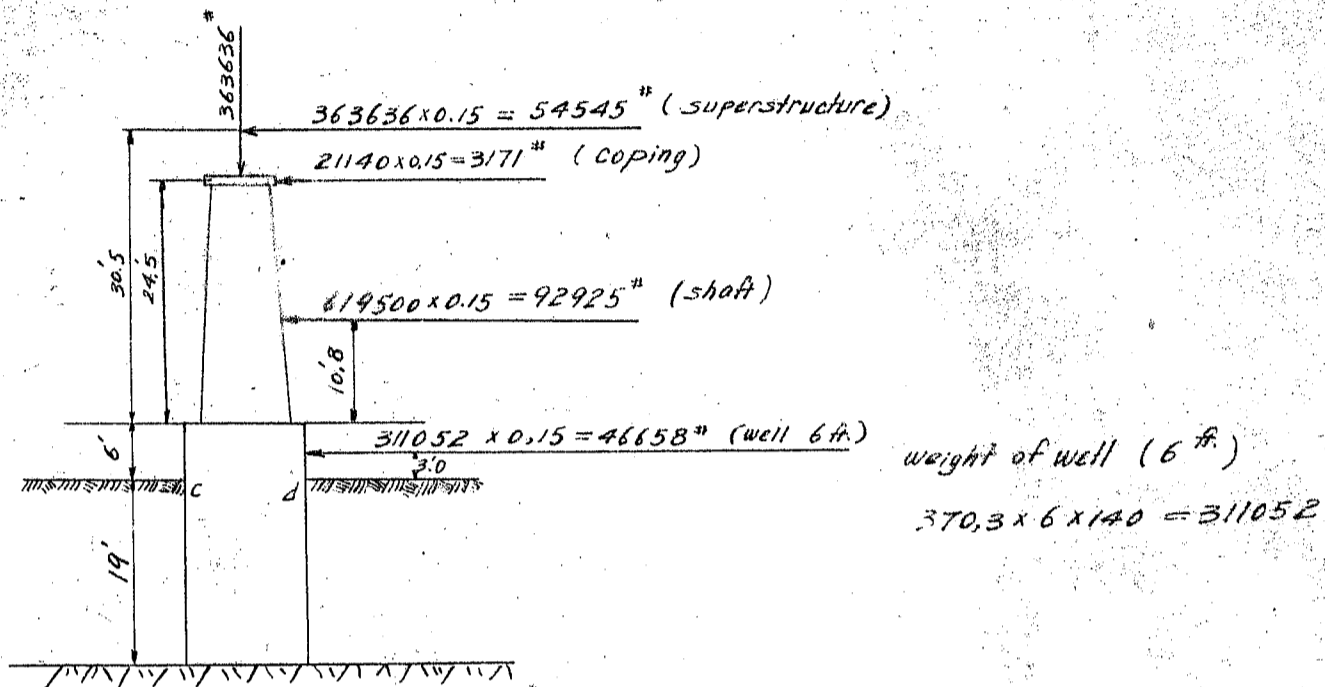 363636#
363636 x 0.15 = 54545# (superstructure)
21140 x 0.15 = 3171# (coping)
30.5'
24.5'
619500 x 0.15 = 92925# (shaft)
10.'8
6'
311052 x 0.15 = 46658# (well 6 ft.)
3.'0
weight of well (6 ft.)
c d
370.3 x 6 x 140 = 311052
19'